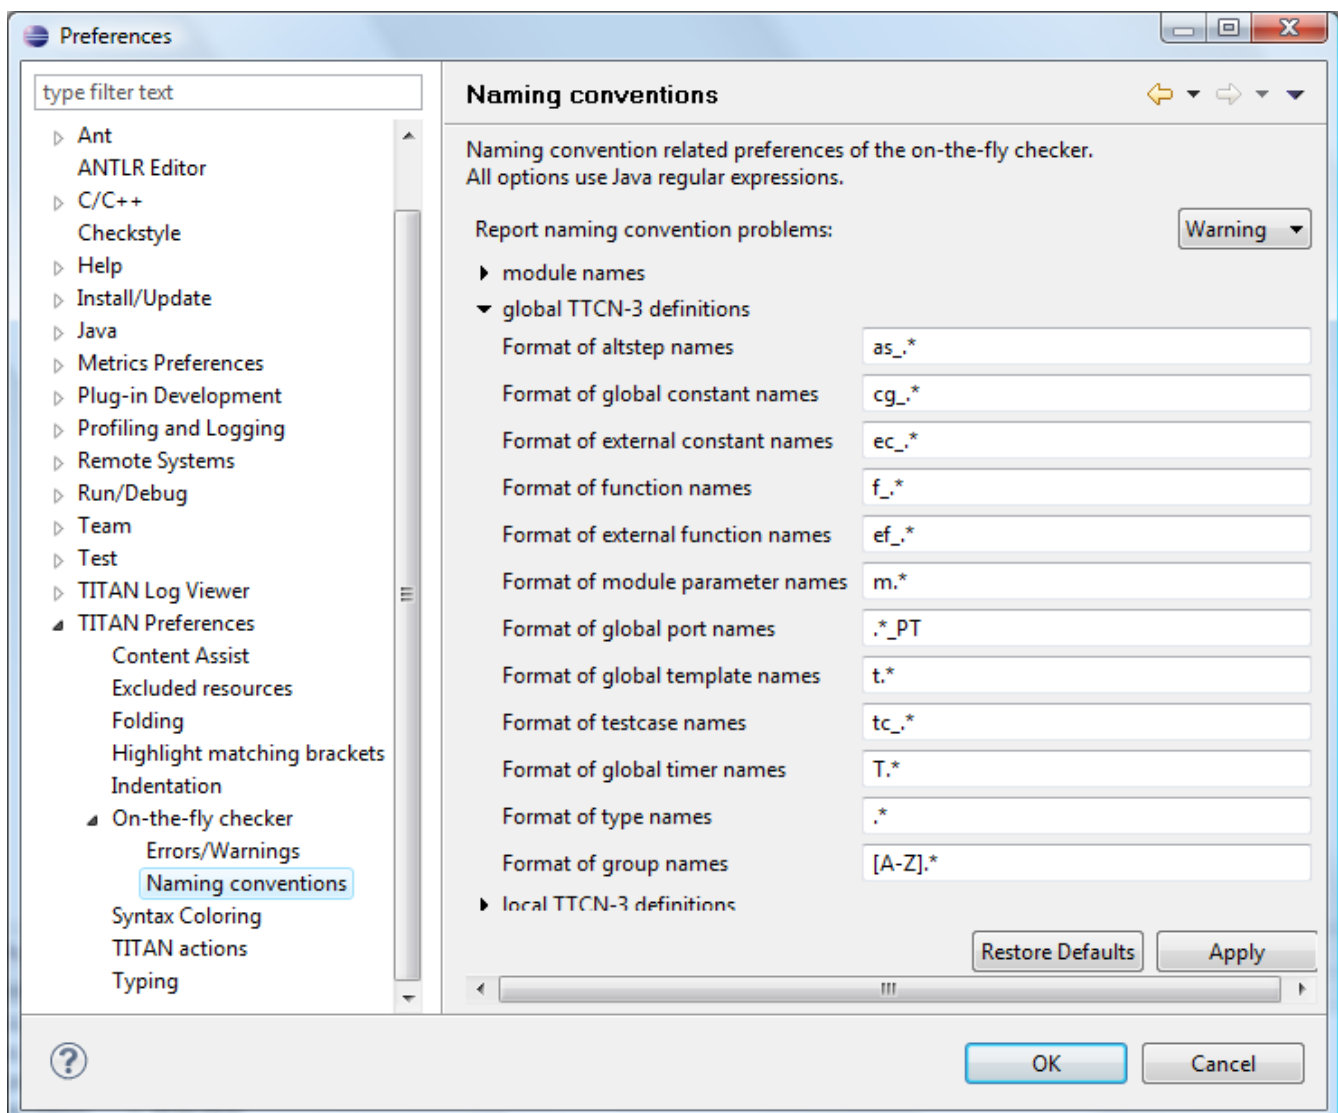 Preferences
type filter text
Ant
ANTLR Editor
C/C++
Checkstyle
Help
Install/Update
Java
Metrics Preferences
Plug-in Development
Profiling and Logging
Remote Systems
Run/Debug
Team
Test
TITAN Log Viewer
TITAN Preferences
Content Assist
Excluded resources
Folding
Highlight matching brackets
Indentation
On-the-fly checker
Errors/Warnings
Naming conventions
Syntax Coloring
TITAN actions
Typing
Naming conventions
Naming convention related preferences of the on-the-fly checker.
All options use Java regular expressions.
Report naming convention problems: Warning
module names
global TTCN-3 definitions
Format of altstep names as_.*
Format of global constant names cg_.*
Format of external constant names ec_.*
Format of function names f_.*
Format of external function names ef_.*
Format of module parameter names m.*
Format of global port names .*_PT
Format of global template names t.*
Format of testcase names tc_.*
Format of global timer names T.*
Format of type names .*
Format of group names [A-Z].*
local TTCN-3 definitions
Restore Defaults Apply
OK Cancel